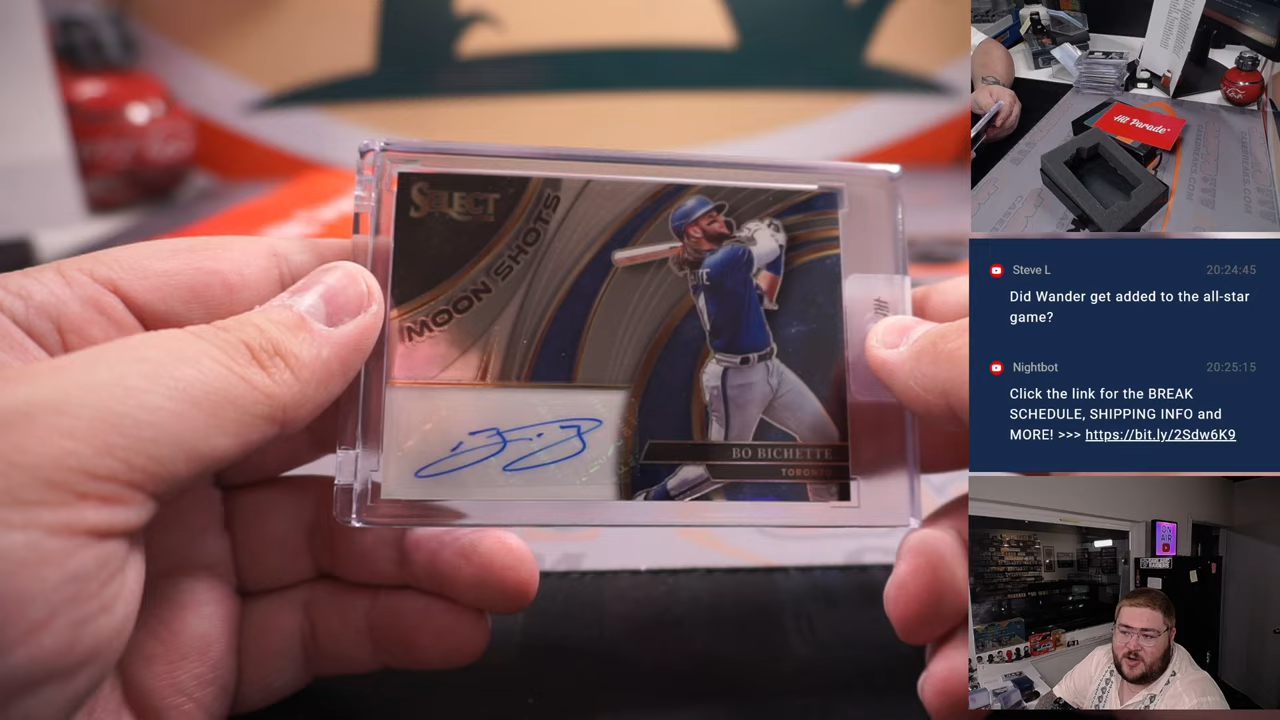 SELECT
MOON SHOTS
BO BICHETTE
TORONTO
Hit Parade
Steve L 20:24:45
Did Wander get added to the all-star
game?
Nightbot 20:25:15
Click the link for the BREAK
SCHEDULE, SHIPPING INFO and
MORE! >>> https://bit.ly/2Sdw6K9
ON
AIR